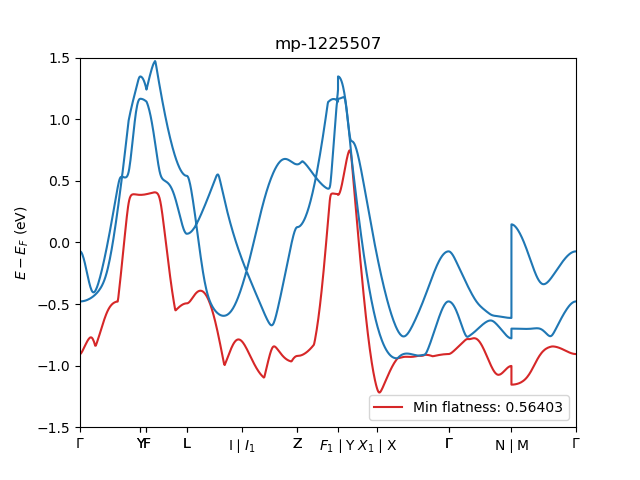 mp-1225507
E − E_F (eV)
1.5
1.0
0.5
0.0
−0.5
−1.0
−1.5
Min flatness: 0.56403
Γ Y F L I | I₁ Z F₁ | Y X₁ | X Γ N | M Γ